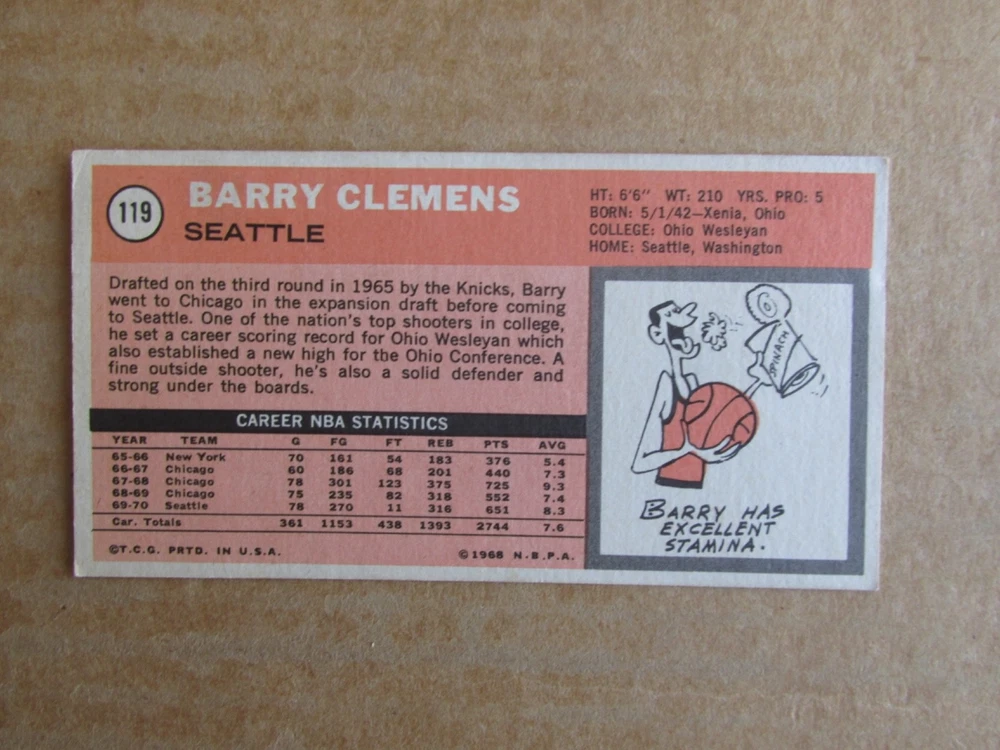 119
BARRY CLEMENS
SEATTLE
HT: 6'6" WT: 210 YRS. PRO: 5
BORN: 5/1/42—Xenia, Ohio
COLLEGE: Ohio Wesleyan
HOME: Seattle, Washington
Drafted on the third round in 1965 by the Knicks, Barry
went to Chicago in the expansion draft before coming
to Seattle. One of the nation's top shooters in college,
he set a career scoring record for Ohio Wesleyan which
also established a new high for the Ohio Conference. A
fine outside shooter, he's also a solid defender and
strong under the boards.
CAREER NBA STATISTICS
YEAR TEAM G FG FT REB PTS AVG
65-66 New York 70 161 54 183 376 5.4
66-67 Chicago 60 186 68 201 440 7.3
67-68 Chicago 78 301 123 375 725 9.3
68-69 Chicago 75 235 82 318 552 7.4
69-70 Seattle 78 270 11 316 651 8.3
Car. Totals 361 1153 438 1393 2744 7.6
©T.C.G. PRTD. IN U.S.A. ©1968 N.B.P.A.
SPINACH
BARRY HAS
EXCELLENT
STAMINA.